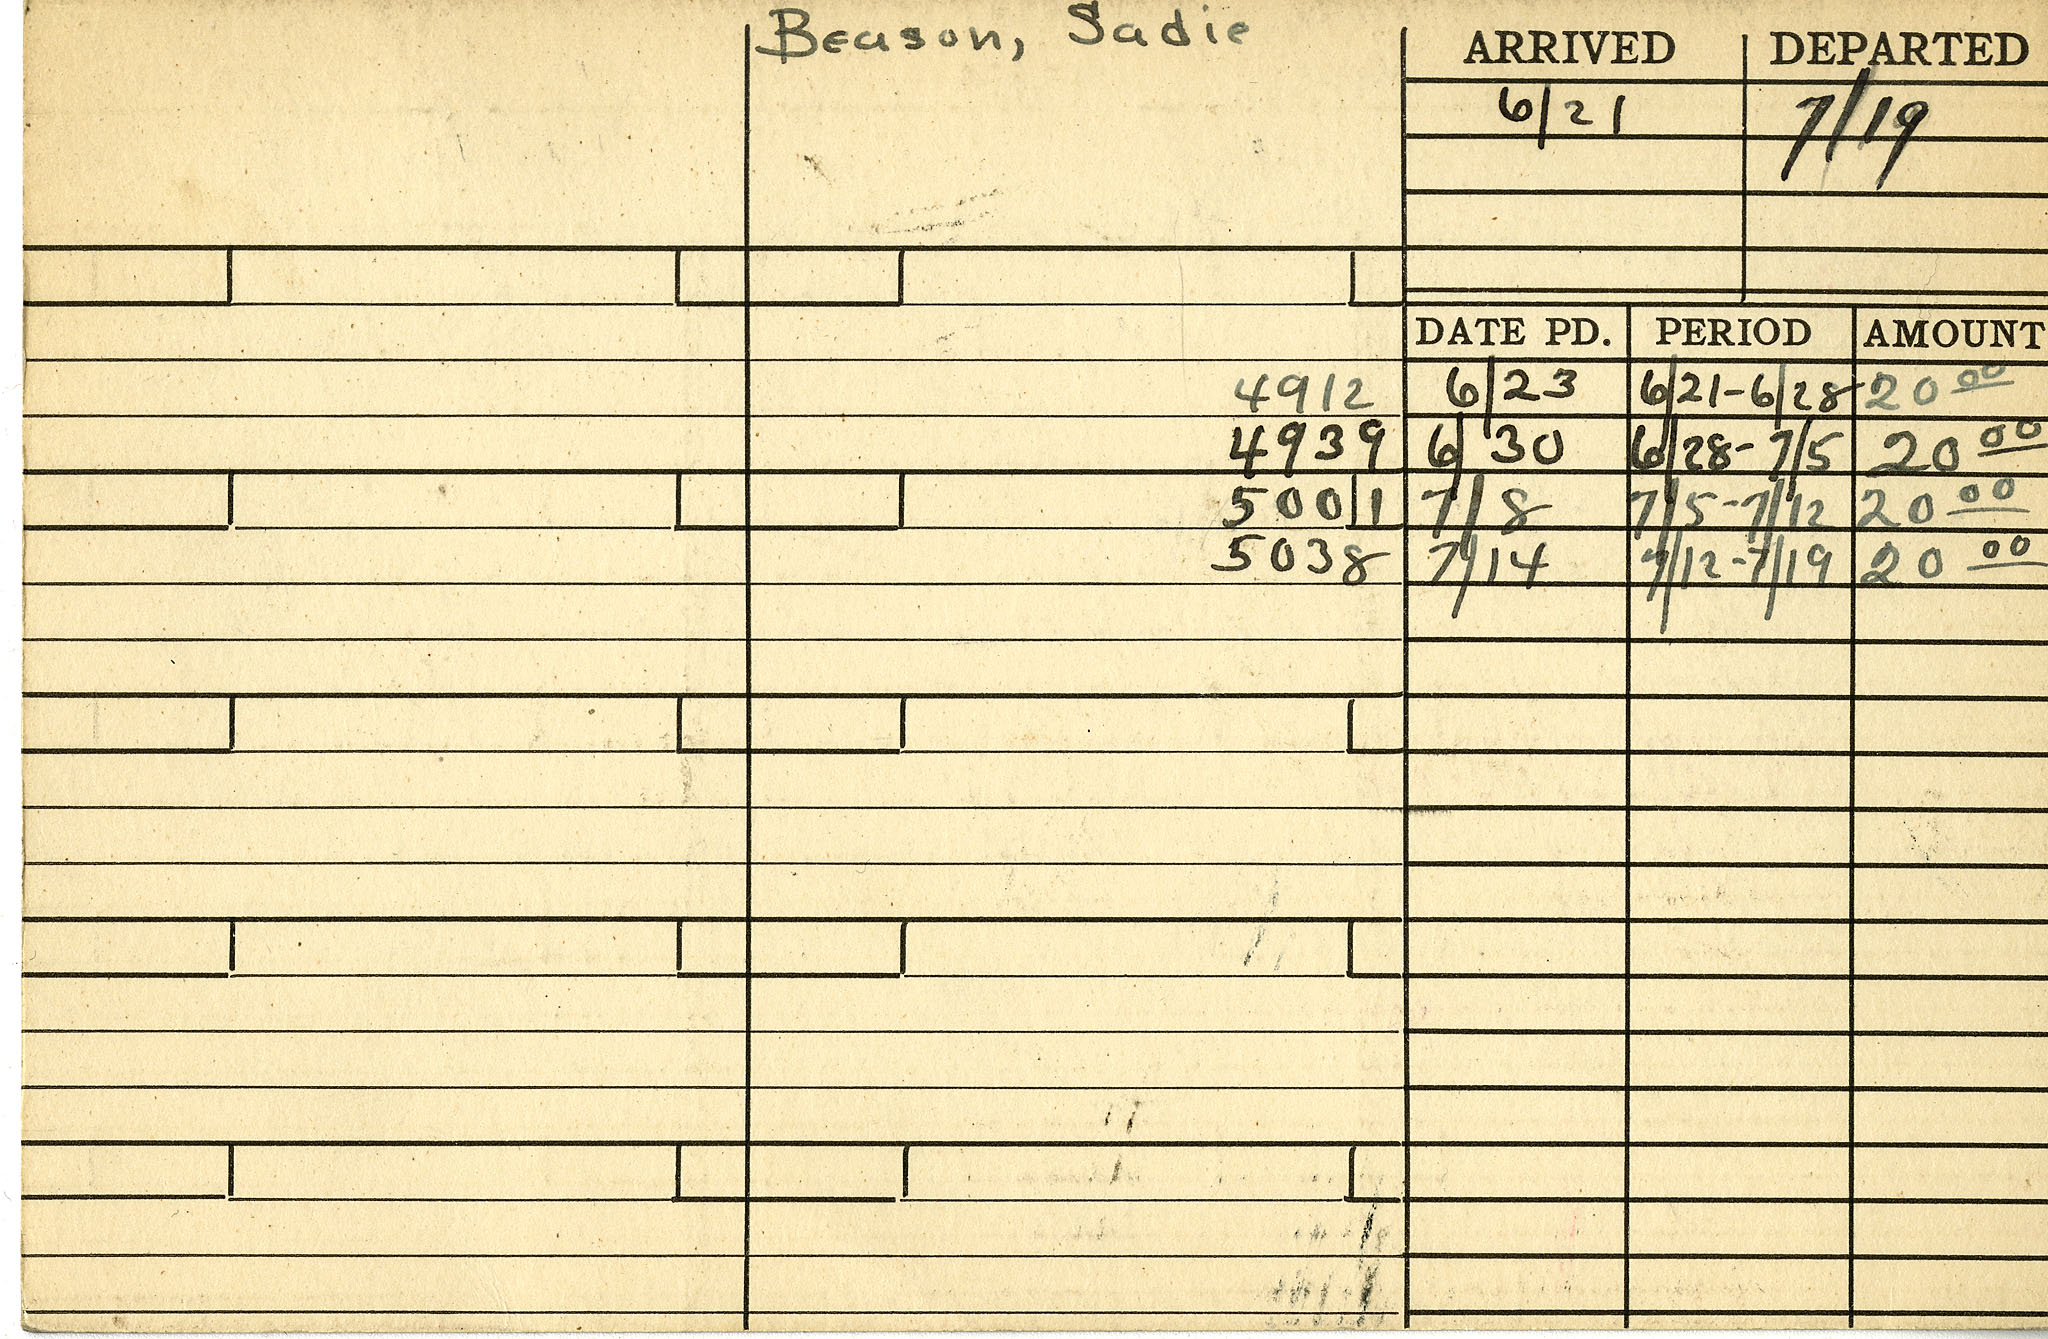 Beason, Sadie
ARRIVED DEPARTED
6/21 7/19
DATE PD. PERIOD AMOUNT
4912 6/23 6/21-6/28 20 00
4939 6/30 6/28-7/5 20 00
5001 7/8 7/5-7/12 20 00
5038 7/14 7/12-7/19 20 00